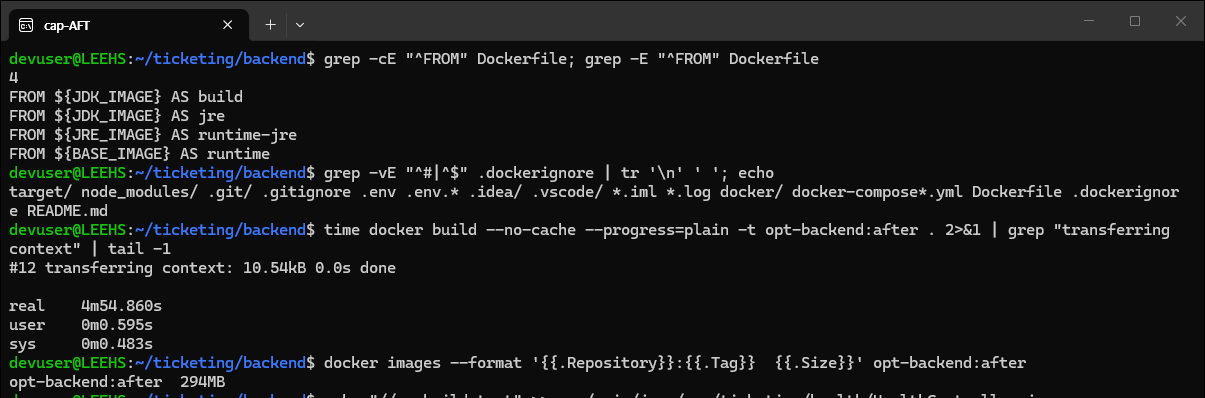 cap-AFT
devuser@LEEHS:~/ticketing/backend$ grep -cE "^FROM" Dockerfile; grep -E "^FROM" Dockerfile
4
FROM ${JDK_IMAGE} AS build
FROM ${JDK_IMAGE} AS jre
FROM ${JRE_IMAGE} AS runtime-jre
FROM ${BASE_IMAGE} AS runtime
devuser@LEEHS:~/ticketing/backend$ grep -vE "^#|^$" .dockerignore | tr '\n' ' '; echo
target/ node_modules/ .git/ .gitignore .env .env.* .idea/ .vscode/ *.iml *.log docker/ docker-compose*.yml Dockerfile .dockerignor
e README.md
devuser@LEEHS:~/ticketing/backend$ time docker build --no-cache --progress=plain -t opt-backend:after . 2>&1 | grep "transferring
context" | tail -1
#12 transferring context: 10.54kB 0.0s done
real    4m54.860s
user    0m0.595s
sys     0m0.483s
devuser@LEEHS:~/ticketing/backend$ docker images --format '{{.Repository}}:{{.Tag}}  {{.Size}}' opt-backend:after
opt-backend:after  294MB